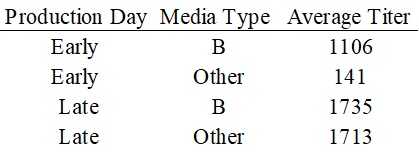 Production Day Media Type Average Titer
Early B 1106
Early Other 141
Late B 1735
Late Other 1713